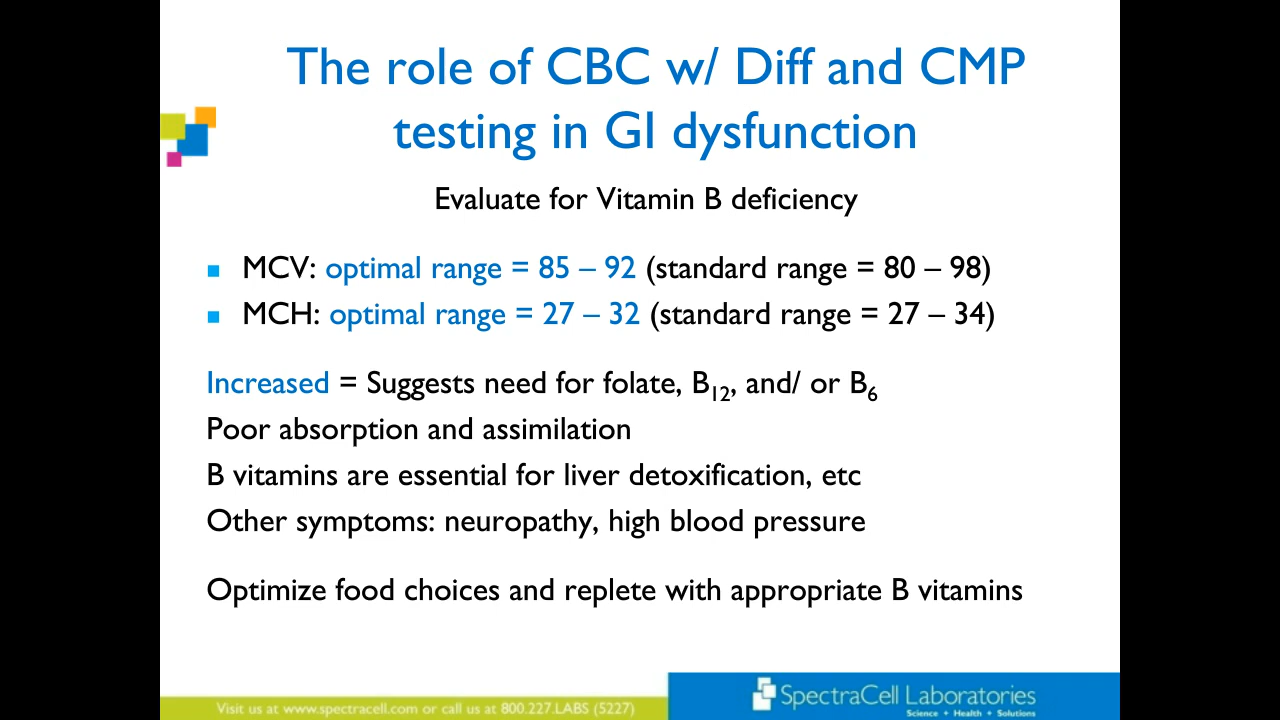 The role of CBC w/ Diff and CMP
testing in GI dysfunction
Evaluate for Vitamin B deficiency
MCV: optimal range = 85 – 92 (standard range = 80 – 98)
MCH: optimal range = 27 – 32 (standard range = 27 – 34)
Increased = Suggests need for folate, B12, and/ or B6
Poor absorption and assimilation
B vitamins are essential for liver detoxification, etc
Other symptoms: neuropathy, high blood pressure
Optimize food choices and replete with appropriate B vitamins
Visit us at www.spectracell.com or call us at 800.227.LABS (5227)
SpectraCell Laboratories
Science + Health + Solutions